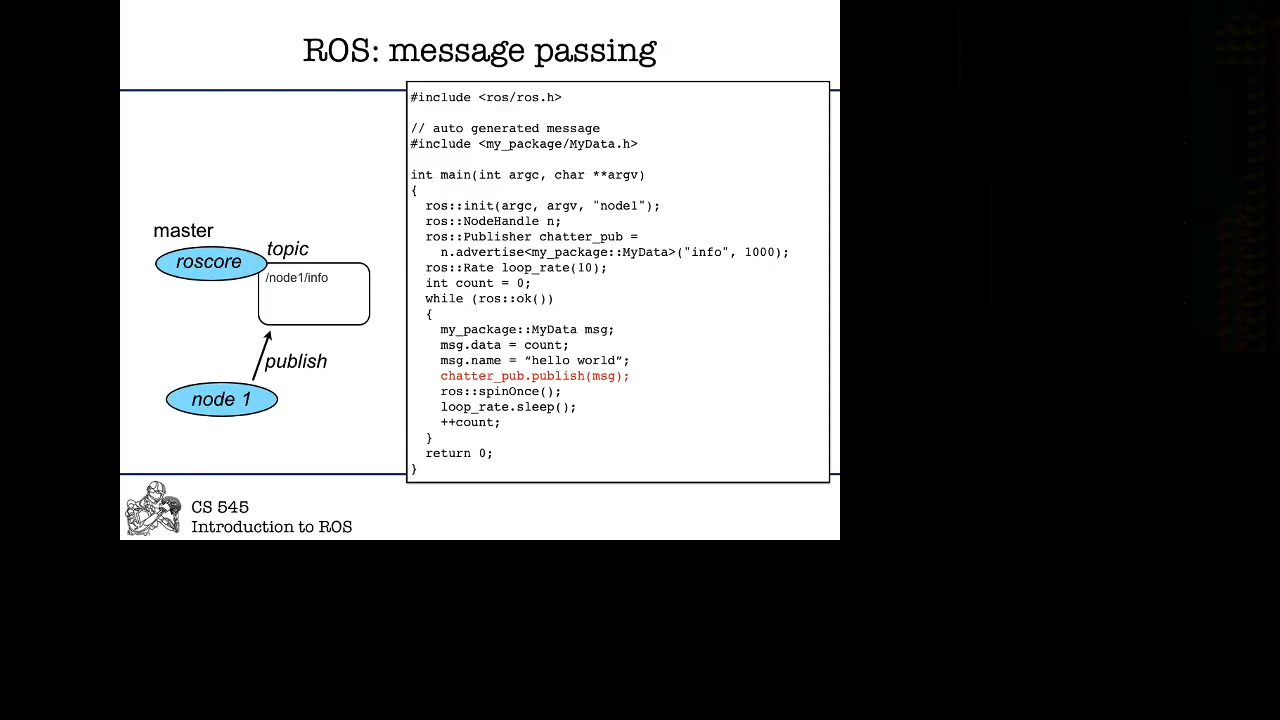 ROS: message passing
master
roscore
topic
/node1/info
publish
node 1
#include <ros/ros.h>
// auto generated message
#include <my_package/MyData.h>
int main(int argc, char **argv)
{
ros::init(argc, argv, "node1");
ros::NodeHandle n;
ros::Publisher chatter_pub =
n.advertise<my_package::MyData>("info", 1000);
ros::Rate loop_rate(10);
int count = 0;
while (ros::ok())
{
my_package::MyData msg;
msg.data = count;
msg.name = “hello world”;
chatter_pub.publish(msg);
ros::spinOnce();
loop_rate.sleep();
++count;
}
return 0;
}
CS 545
Introduction to ROS